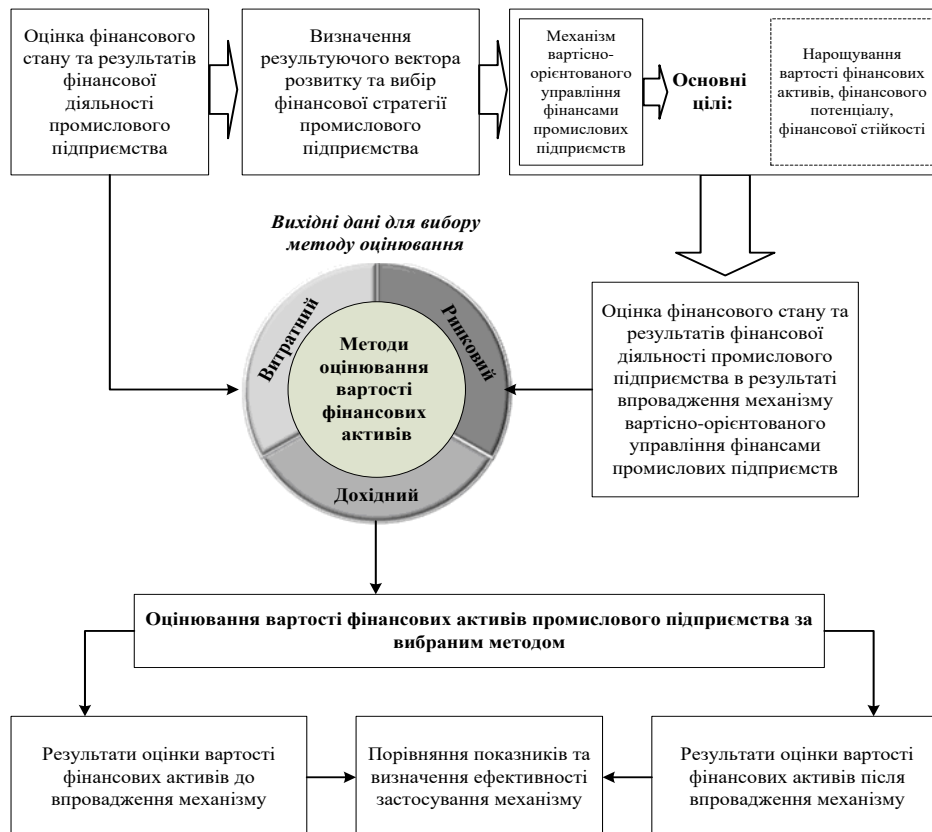 Оцінка фінансового
стану та результатів
фінансової
діяльності
промислового
підприємства
Визначення
результуючого вектора
розвитку та вибір
фінансової стратегії
промислового
підприємства
Механізм
вартісно-
орієнтованого
управління
фінансами
промислових
підприємств
Основні
цілі:
Нарощування
вартості фінансових
активів, фінансового
потенціалу,
фінансової стійкості
Вихідні дані для вибору
методу оцінювання
Витратний
Ринковий
Дохідний
Методи
оцінювання
вартості
фінансових
активів
Оцінка фінансового стану та
результатів фінансової
діяльності промислового
підприємства в результаті
впровадження механізму
вартісно-орієнтованого
управління фінансами
промислових підприємств
Оцінювання вартості фінансових активів промислового підприємства за
вибраним методом
Результати оцінки вартості
фінансових активів до
впровадження механізму
Порівняння показників та
визначення ефективності
застосування механізму
Результати оцінки вартості
фінансових активів після
впровадження механізму